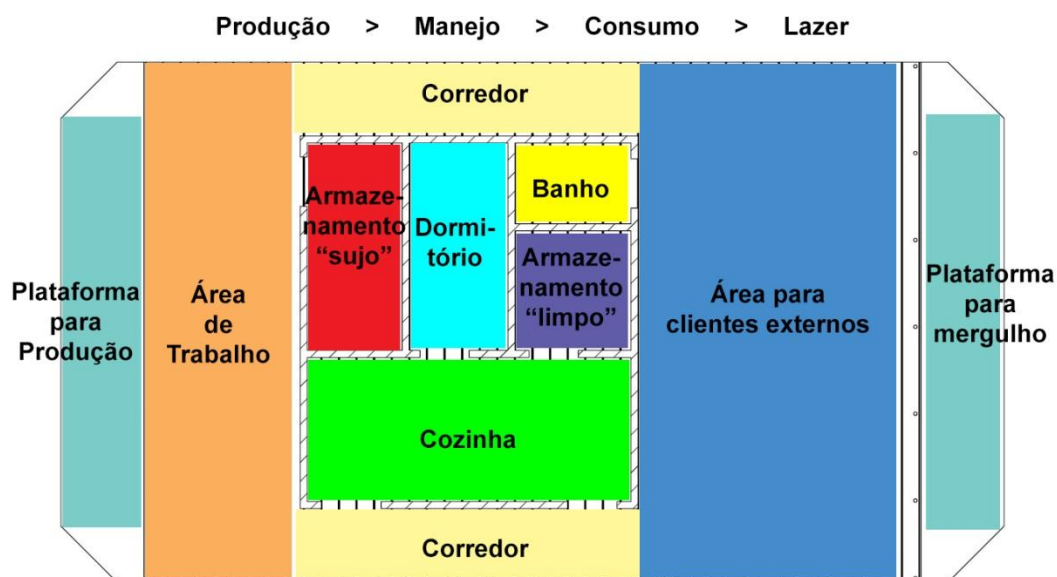 Produção > Manejo > Consumo > Lazer
Corredor
Armaze-
namento
“sujo”
Dormi-
tório
Banho
Armaze-
namento
“limpo”
Plataforma
para
Produção
Área
de
Trabalho
Área para
clientes externos
Plataforma
para
mergulho
Cozinha
Corredor